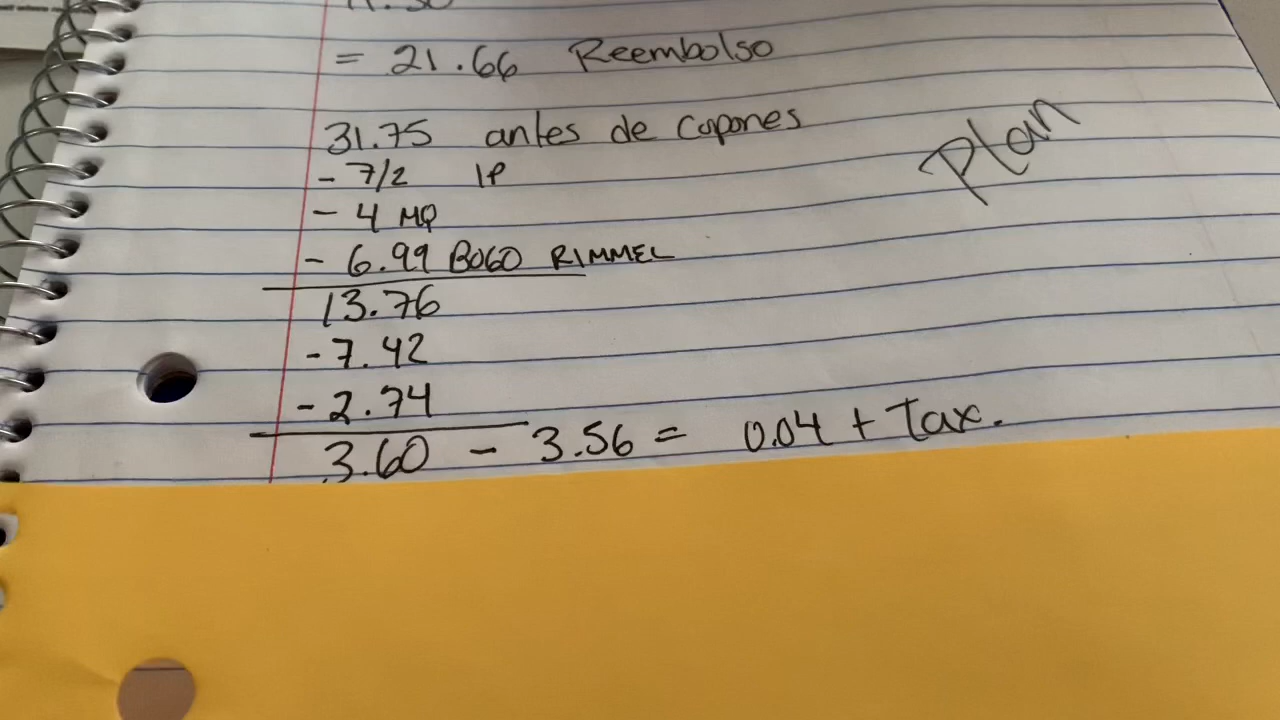 = 21.66 Reembolso
31.75 antes de cupones
- 7/2 IP
- 4 MQ
- 6.99 BOGO RIMMEL
13.76
- 7.42
- 2.74
3.60 - 3.56 = 0.04 + Tax.
Plan